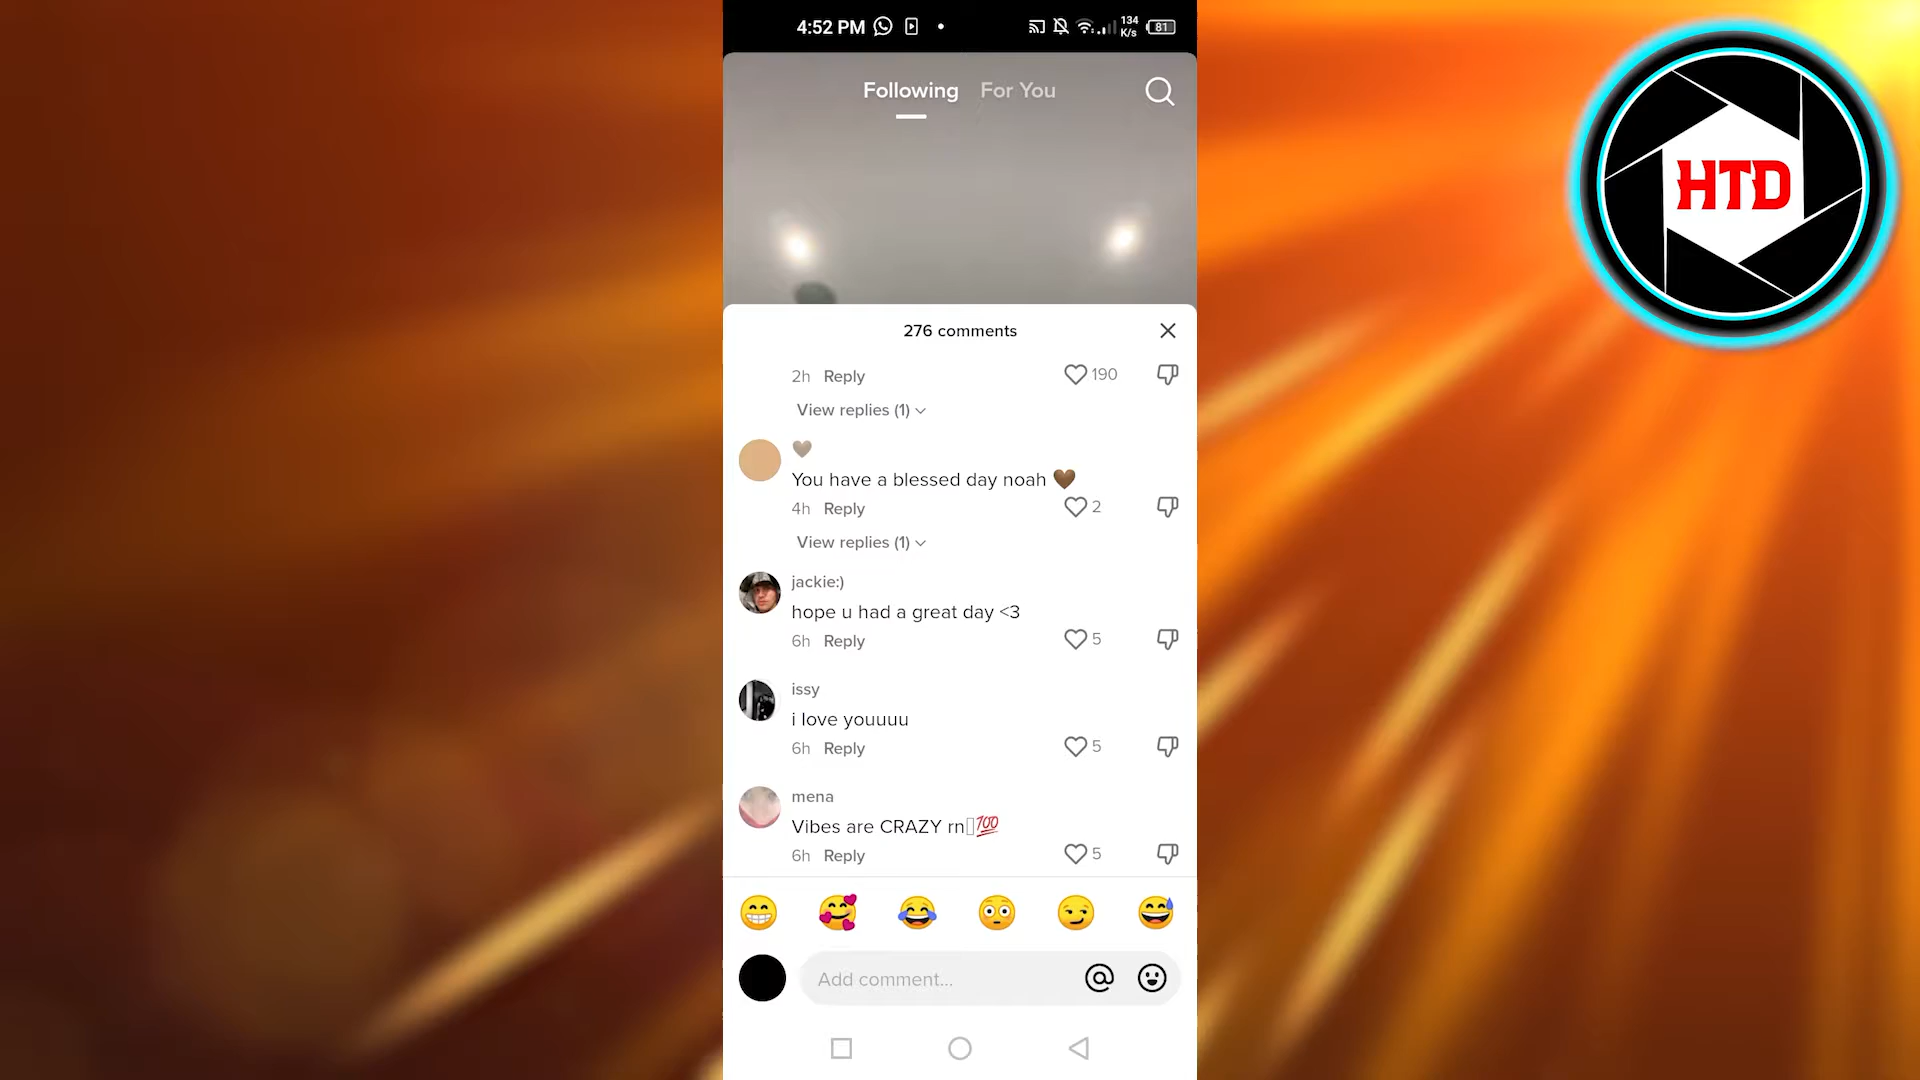 4:52 PM
134
K/s
81
Following For You
HTD
276 comments
2h Reply 190
View replies (1)
🤍
You have a blessed day noah 🤎
4h Reply 2
View replies (1)
jackie:)
hope u had a great day <3
6h Reply 5
issy
i love youuuu
6h Reply 5
mena
Vibes are CRAZY rn▯💯
6h Reply 5
Add comment... @